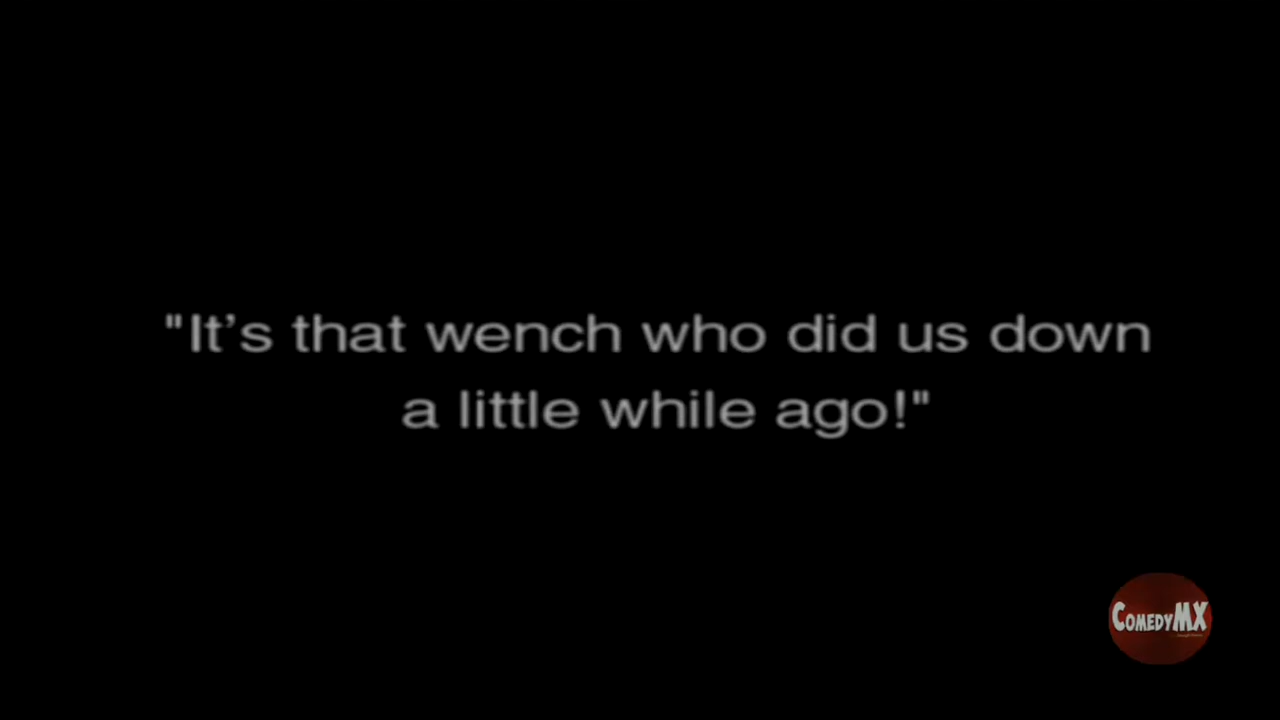 "It’s that wench who did us down
a little while ago!"
COMEDYMX